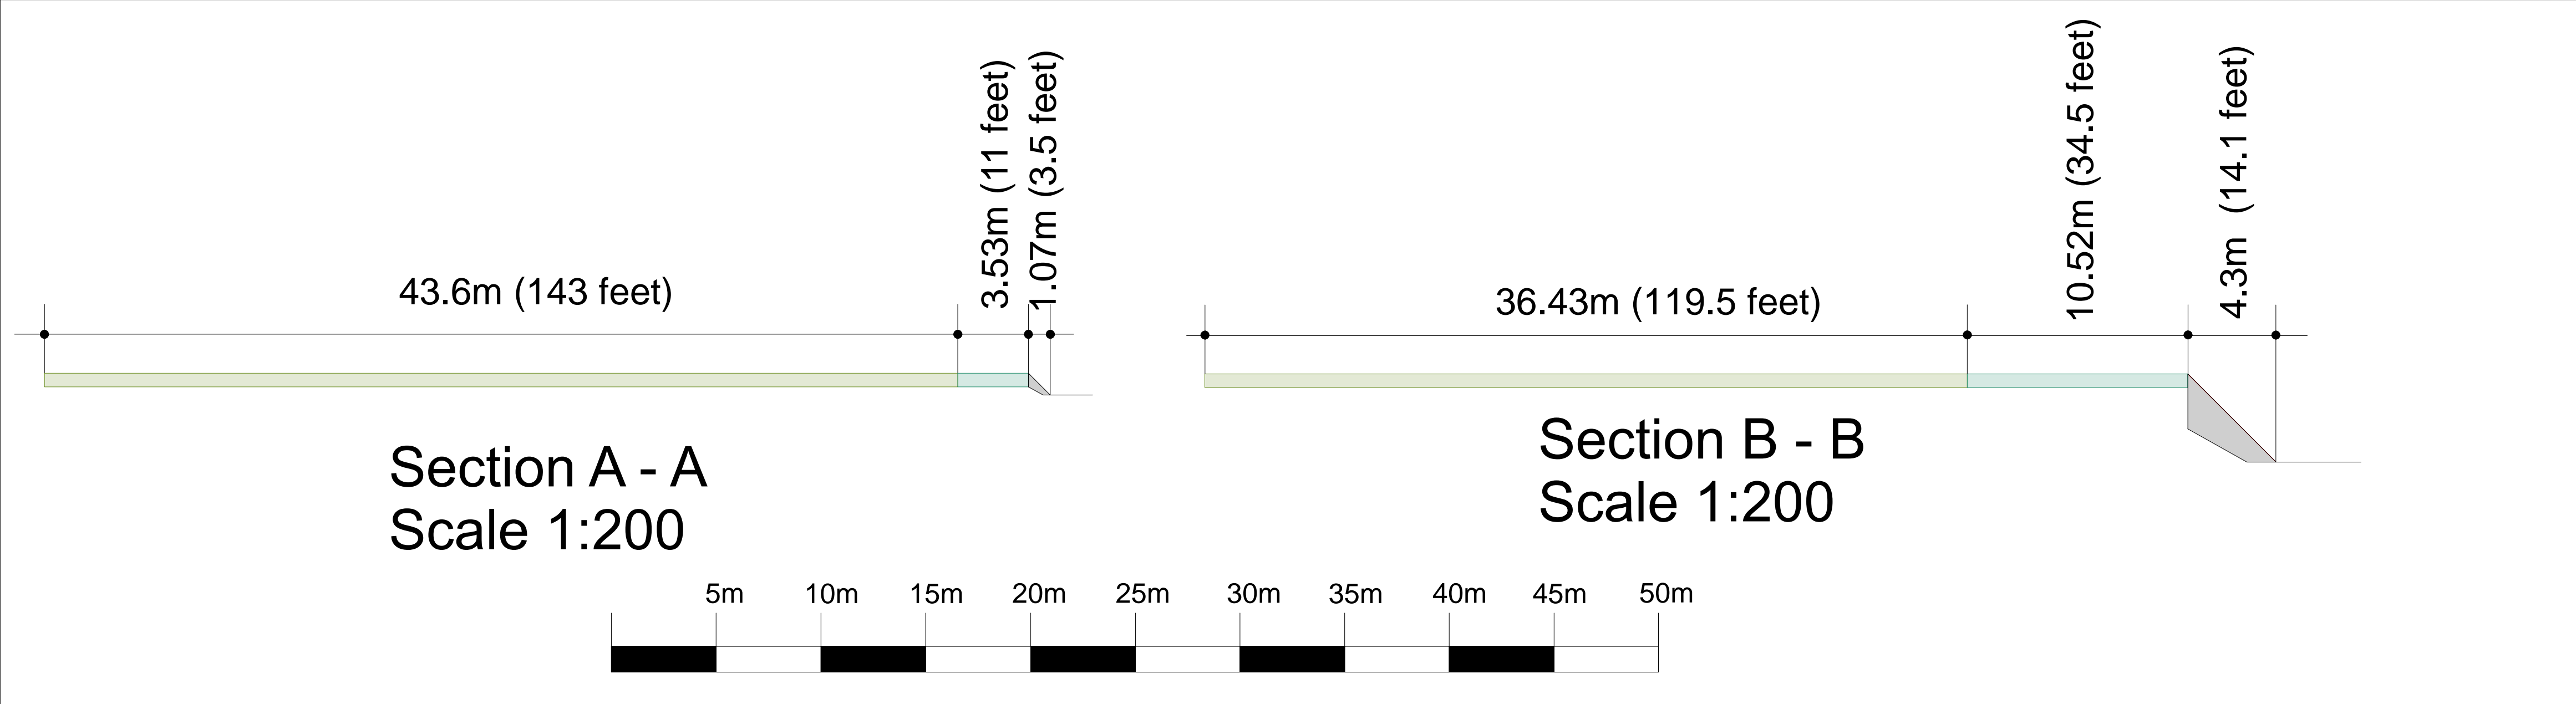 43.6m (143 feet)
3.53m (11 feet)
1.07m (3.5 feet)
Section A - A
Scale 1:200
36.43m (119.5 feet)
10.52m (34.5 feet)
4.3m (14.1 feet)
Section B - B
Scale 1:200
5m 10m 15m 20m 25m 30m 35m 40m 45m 50m